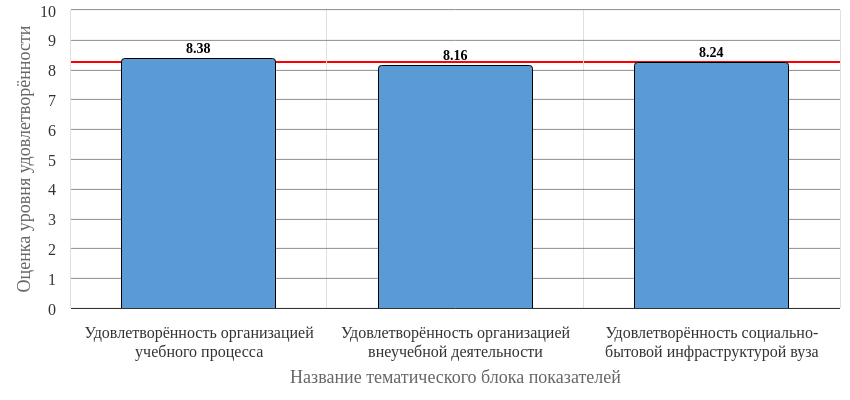 Оценка уровня удовлетворённости
10
9
8
7
6
5
4
3
2
1
0
8.38
8.16
8.24
Удовлетворённость организацией
учебного процесса
Удовлетворённость организацией
внеучебной деятельности
Удовлетворённость социально-
бытовой инфраструктурой вуза
Название тематического блока показателей